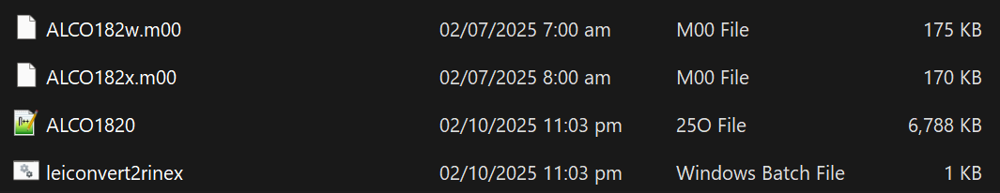 ALCO182w.m00 02/07/2025 7:00 am M00 File 175 KB
ALCO182x.m00 02/07/2025 8:00 am M00 File 170 KB
ALCO1820 02/10/2025 11:03 pm 25O File 6,788 KB
leiconvert2rinex 02/10/2025 11:03 pm Windows Batch File 1 KB